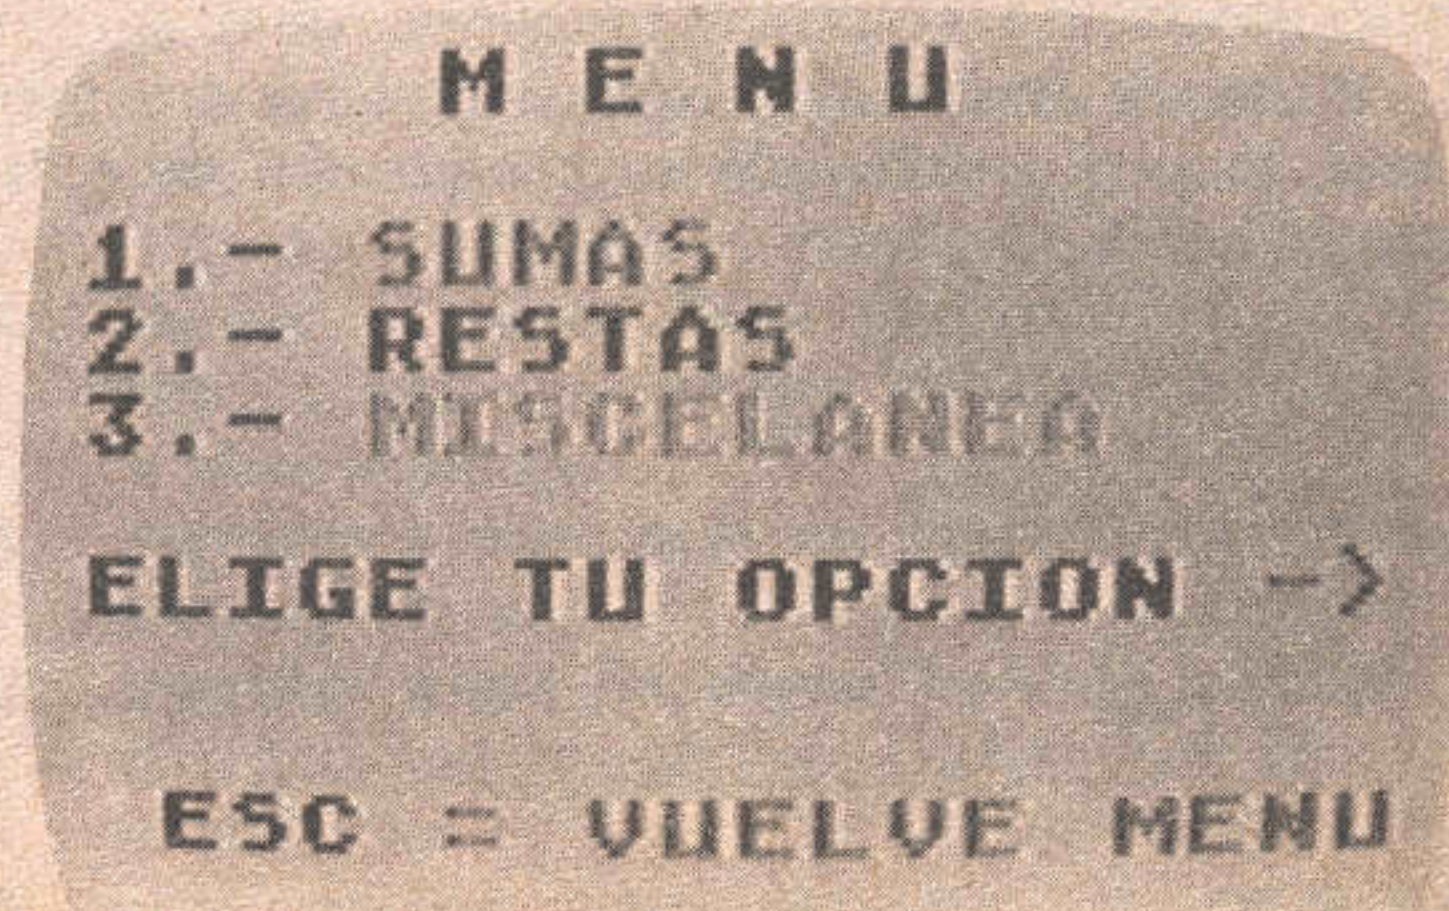 M E N U
1.- SUMAS
2.- RESTAS
3.- MISCELANEA
ELIGE TU OPCION ->
ESC = VUELVE MENU